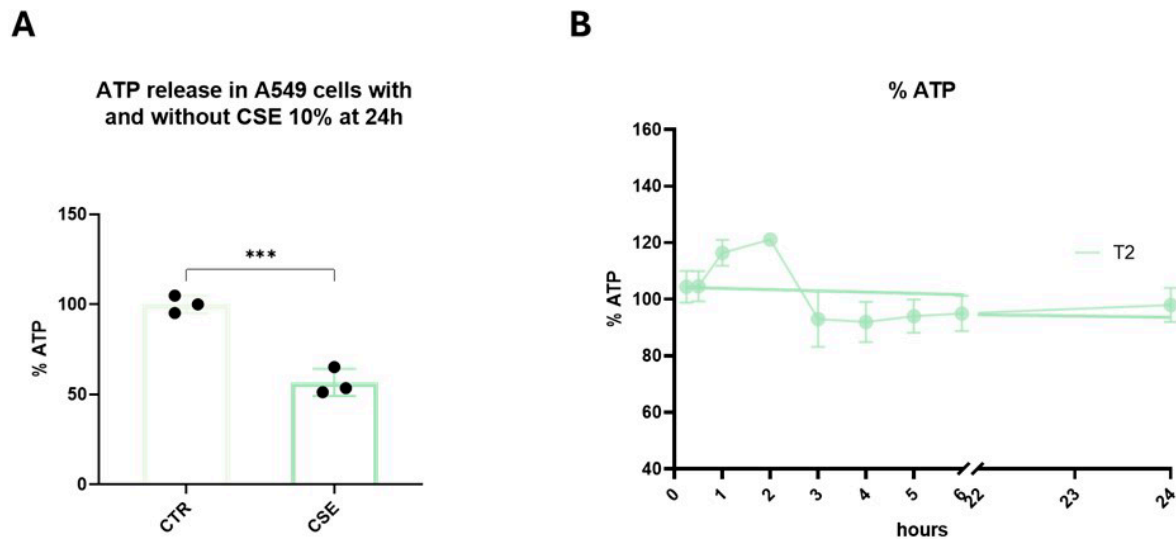 A
ATP release in A549 cells with
and without CSE 10% at 24h
% ATP
150
100
50
0
***
CTR
CSE
B
% ATP
% ATP
160
140
120
100
80
60
40
T2
0
1
2
3
4
5
6
22
23
24
hours